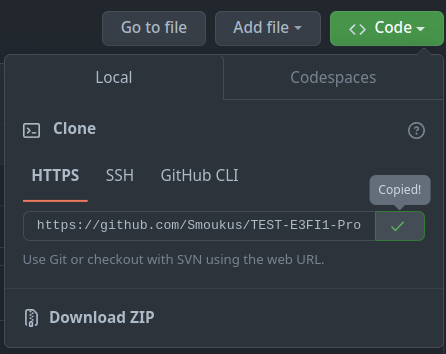 Go to file Add file Code
Local Codespaces
Clone
HTTPS SSH GitHub CLI
Copied!
https://github.com/Smoukus/TEST-E3FI1-Pro
Use Git or checkout with SVN using the web URL.
Download ZIP